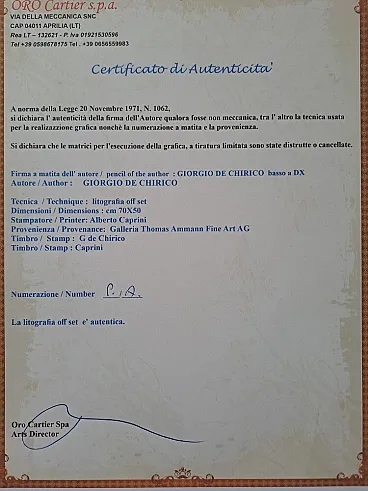 ORO Cartier s.p.a.
VIA DELLA MECCANICA SNC
CAP 04011 APRILIA (LT)
Rea LT – 132621 - P. Iva 01921530596
Tel +39 0598678175 Tel . +39 0656559983
Certificato di Autenticita'
A norma della Legge 20 Novembre 1971, N. 1062,
si dichiara l' autenticità della firma dell'Autore qualora fosse non meccanica, tra l' altro la tecnica usata
per la realizzazione grafica nonchè la numerazione a matita e la provenienza.
Si dichiara che le matrici per l'esecuzione della grafica, a tiratura limitata sono state distrutte o cancellate.
Firma a matita dell' autore / pencil of the author : GIORGIO DE CHIRICO basso a DX
Autore / Author : GIORGIO DE CHIRICO
Tecnica / Technique : litografia off set
Dimensioni / Dimensions : cm 70X50
Stampatore / Printer: Alberto Caprini
Provenienza / Provenance: Galleria Thomas Ammann Fine Art AG
Timbro / Stamp : G de Chirico
Timbro / Stamp : Caprini
Numerazione / Number P.A.
La litografia off set e' autentica.
Oro Cartier Spa
Arts Director